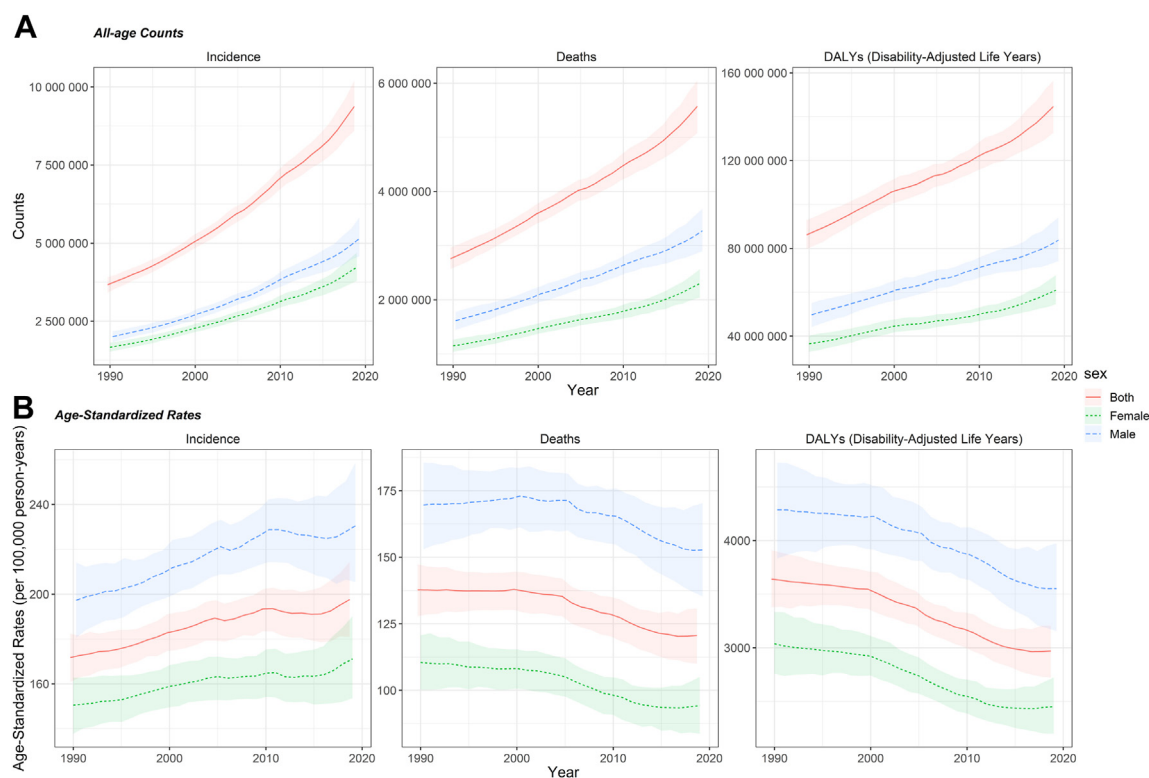 A
All-age Counts
Incidence
Deaths
DALYs (Disability-Adjusted Life Years)
Counts
10 000 000
7 500 000
5 000 000
2 500 000
6 000 000
4 000 000
2 000 000
160 000 000
120 000 000
80 000 000
40 000 000
1990 2000 2010 2020
1990 2000 2010 2020
1990 2000 2010 2020
Year
sex
Both
Female
Male
B
Age-Standardized Rates
Incidence
Deaths
DALYs (Disability-Adjusted Life Years)
Age-Standardized Rates (per 100,000 person-years)
240
200
160
175
150
125
100
4000
3000
1990 2000 2010 2020
1990 2000 2010 2020
1990 2000 2010 2020
Year